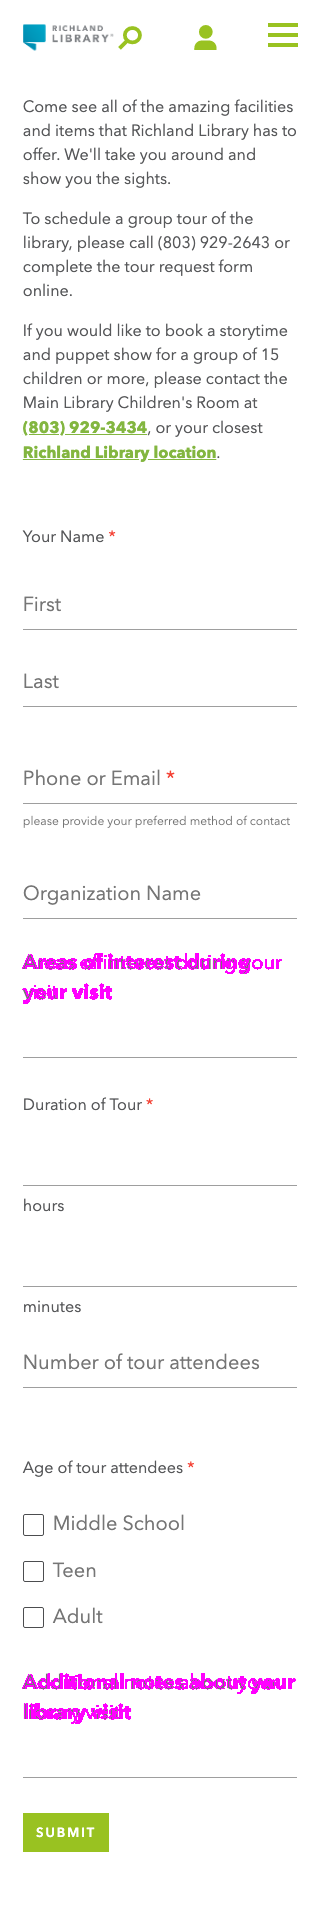 RICHLAND
LIBRARY
Come see all of the amazing facilities
and items that Richland Library has to
offer. We'll take you around and
show you the sights.
To schedule a group tour of the
library, please call (803) 929-2643 or
complete the tour request form
online.
If you would like to book a storytime
and puppet show for a group of 15
children or more, please contact the
Main Library Children's Room at
(803) 929-3434, or your closest
Richland Library location.
Your Name *
First
Last
Phone or Email *
please provide your preferred method of contact
Organization Name
Areas of interest during your
your visit
Duration of Tour *
hours
minutes
Number of tour attendees
Age of tour attendees *
Middle School
Teen
Adult
Additional notes about your
library visit
SUBMIT